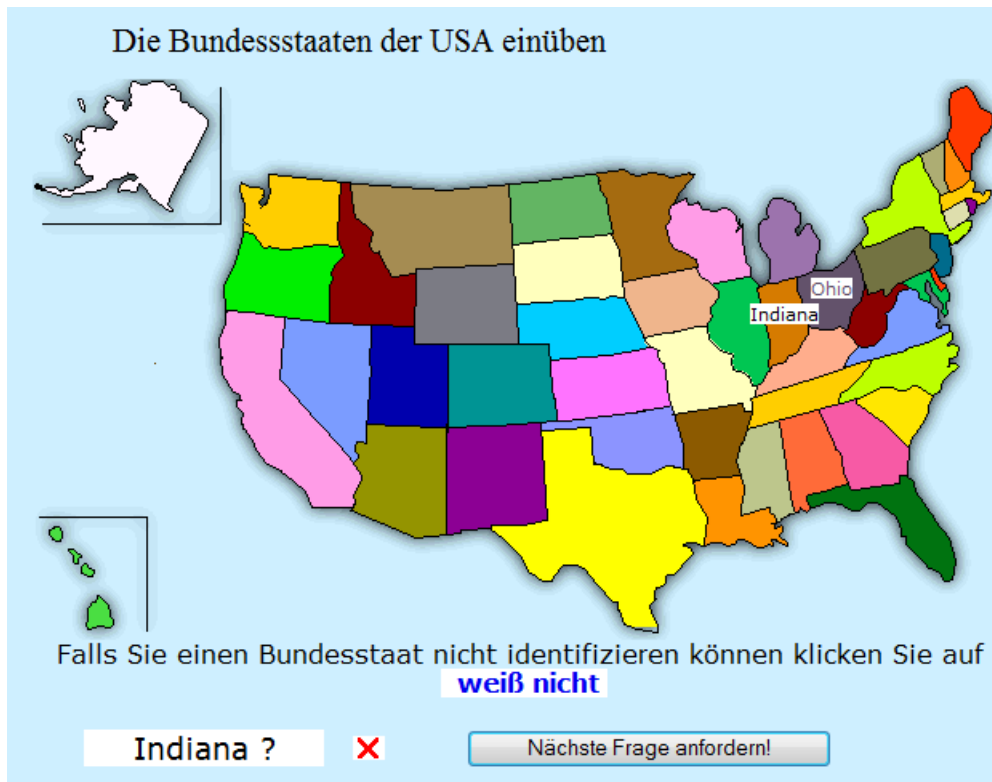 Die Bundessstaaten der USA einüben
Ohio
Indiana
Falls Sie einen Bundesstaat nicht identifizieren können klicken Sie auf
weiß nicht
Indiana ?
Nächste Frage anfordern!